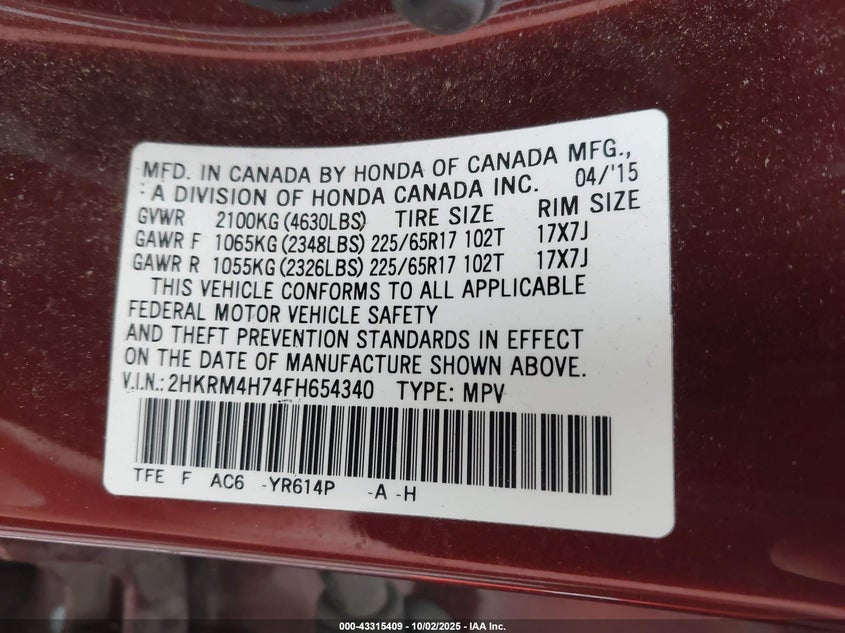 MFD. IN CANADA BY HONDA OF CANADA MFG.,
: A DIVISION OF HONDA CANADA INC. 04/'15
GVWR 2100KG (4630LBS) TIRE SIZE RIM SIZE
GAWR F 1065KG (2348LBS) 225/65R17 102T 17X7J
GAWR R 1055KG (2326LBS) 225/65R17 102T 17X7J
THIS VEHICLE CONFORMS TO ALL APPLICABLE
FEDERAL MOTOR VEHICLE SAFETY
AND THEFT PREVENTION STANDARDS IN EFFECT
ON THE DATE OF MANUFACTURE SHOWN ABOVE.
V.I.N.: 2HKRM4H74FH654340 TYPE: MPV
TFE F AC6 -YR614P -A -H
000-43315409 - 10/02/2025 - IAA Inc.